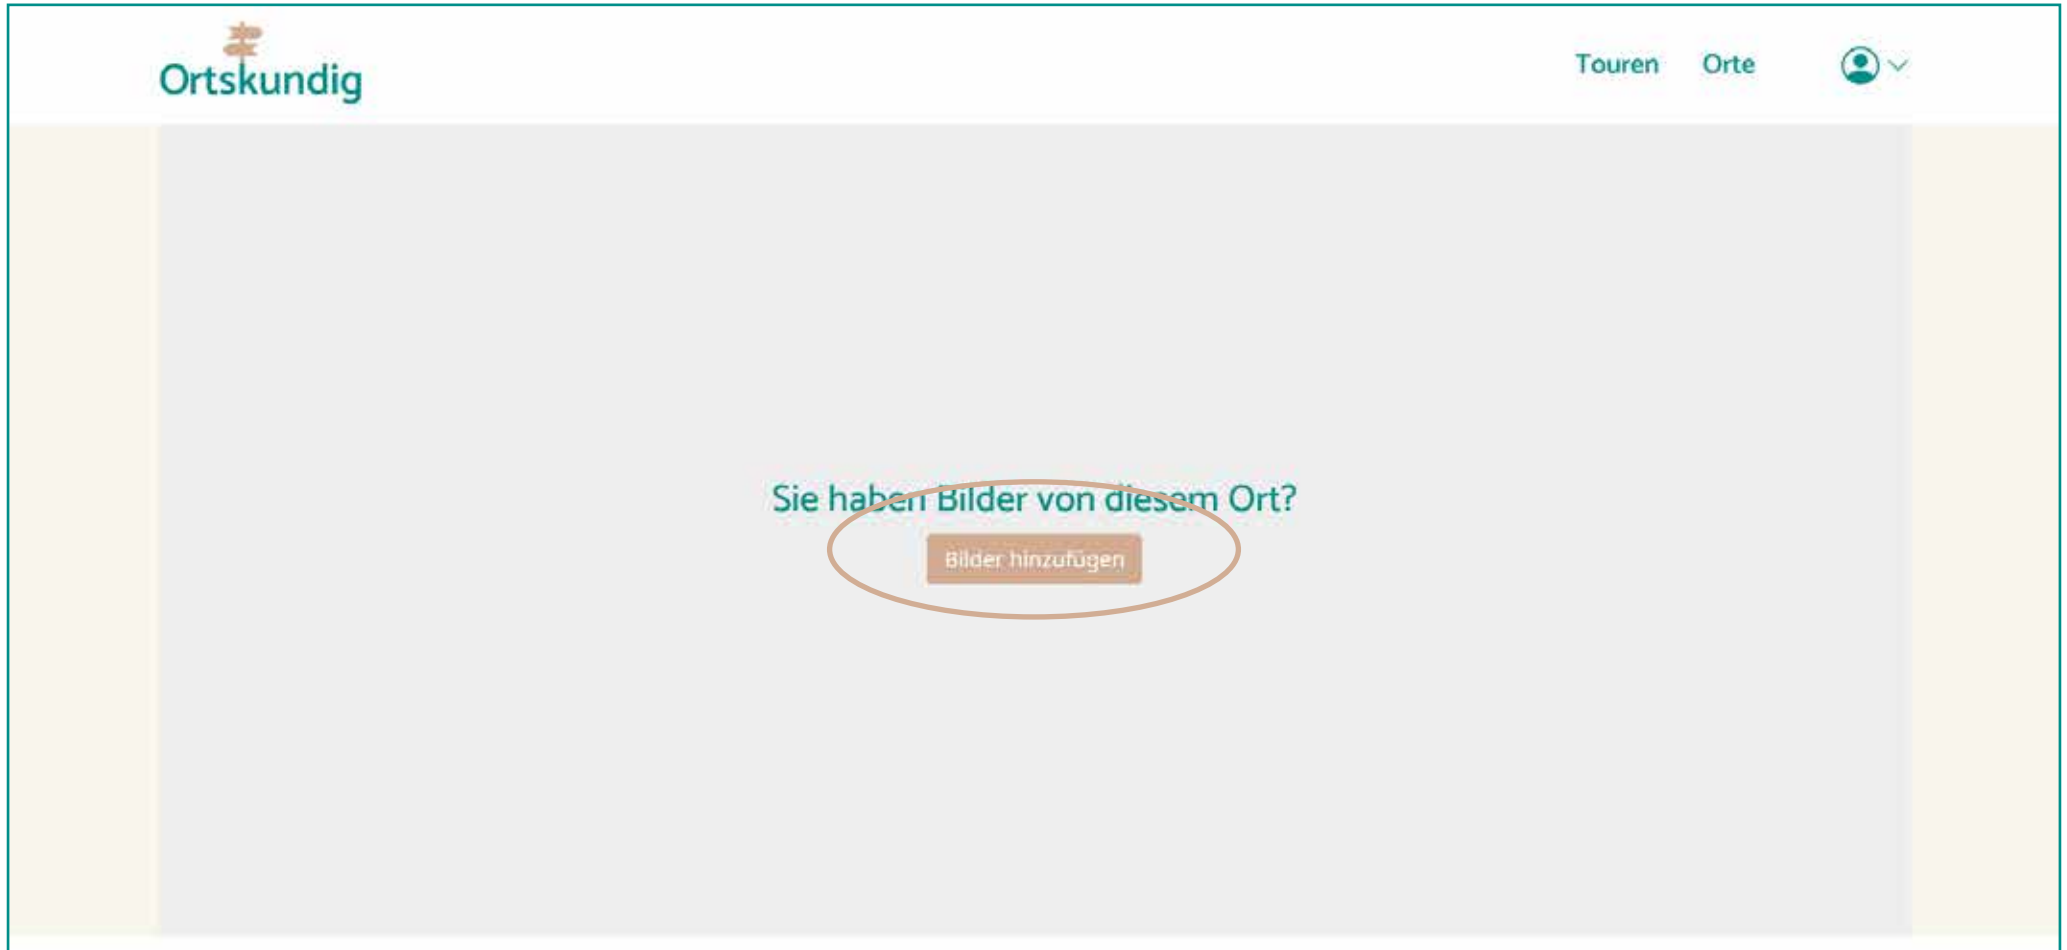 Ortskundig
Touren Orte
Sie haben Bilder von diesem Ort?
Bilder hinzufügen